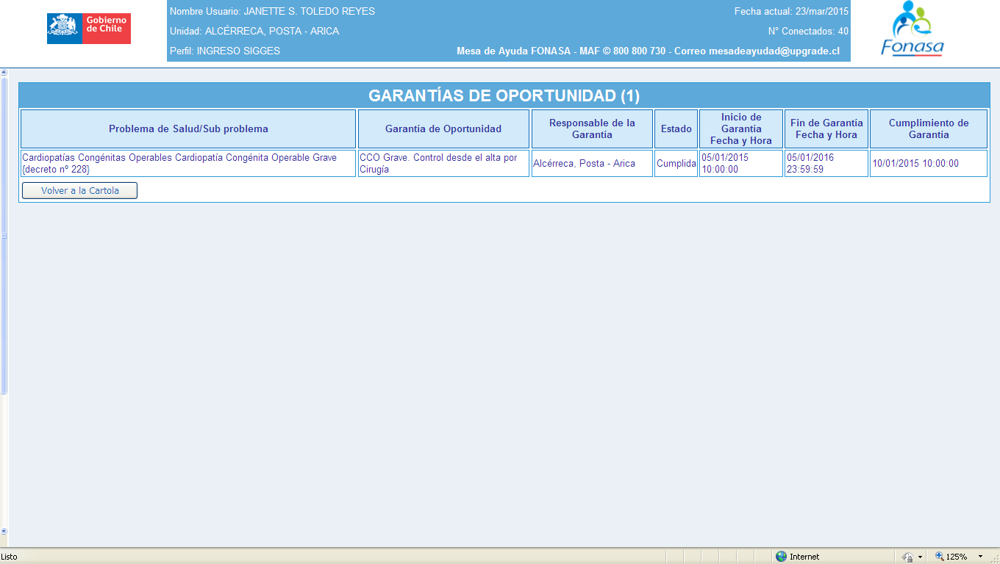 Gobierno
de Chile
Nombre Usuario: JANETTE S. TOLEDO REYES
Fecha actual: 23/mar/2015
Unidad: ALCÉRRECA, POSTA - ARICA
N° Conectados: 40
Perfil: INGRESO SIGGES
Mesa de Ayuda FONASA - MAF © 800 800 730 - Correo mesadeayudad@upgrade.cl
Fonasa
GARANTÍAS DE OPORTUNIDAD (1)
Problema de Salud/Sub problema
Garantía de Oportunidad
Responsable de la
Garantía
Estado
Inicio de
Garantía
Fecha y Hora
Fin de Garantía
Fecha y Hora
Cumplimiento de
Garantía
Cardiopatías Congénitas Operables Cardiopatía Congénita Operable Grave
{decreto nº 228}
CCO Grave. Control desde el alta por
Cirugía
Alcérreca, Posta - Arica
Cumplida
05/01/2015
10:00:00
05/01/2016
23:59:59
10/01/2015 10:00:00
Volver a la Cartola
Listo
Internet
125%